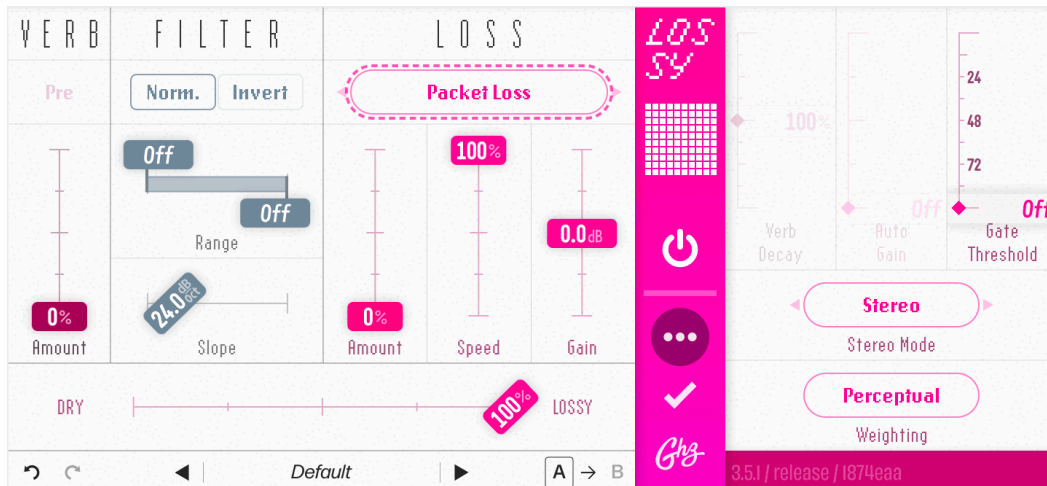 VERB
FILTER
LOSS
Pre
Norm.
Invert
Packet Loss
Off
Off
Range
24.0 dB oct
Slope
0%
Amount
0%
Amount
100%
Speed
0.0 dB
Gain
DRY
100%
LOSSY
Default
A → B
LOS
SY
Ghz
100%
Verb
Decay
Off
Auto
Gain
24
48
72
Off
Gate
Threshold
Stereo
Stereo Mode
Perceptual
Weighting
3.5.1 / release / 1874eaa